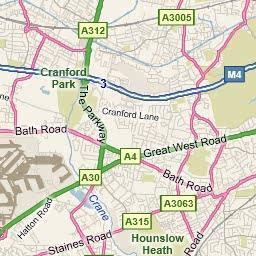 A3005
A312
M4
Cranford
Park
3
The Parkway
Cranford Lane
Bath Road
Great West Road
A4
A30
Bath Road
Crane
Hatton Road
A3063
A315
Staines Road
Hounslow
Heath